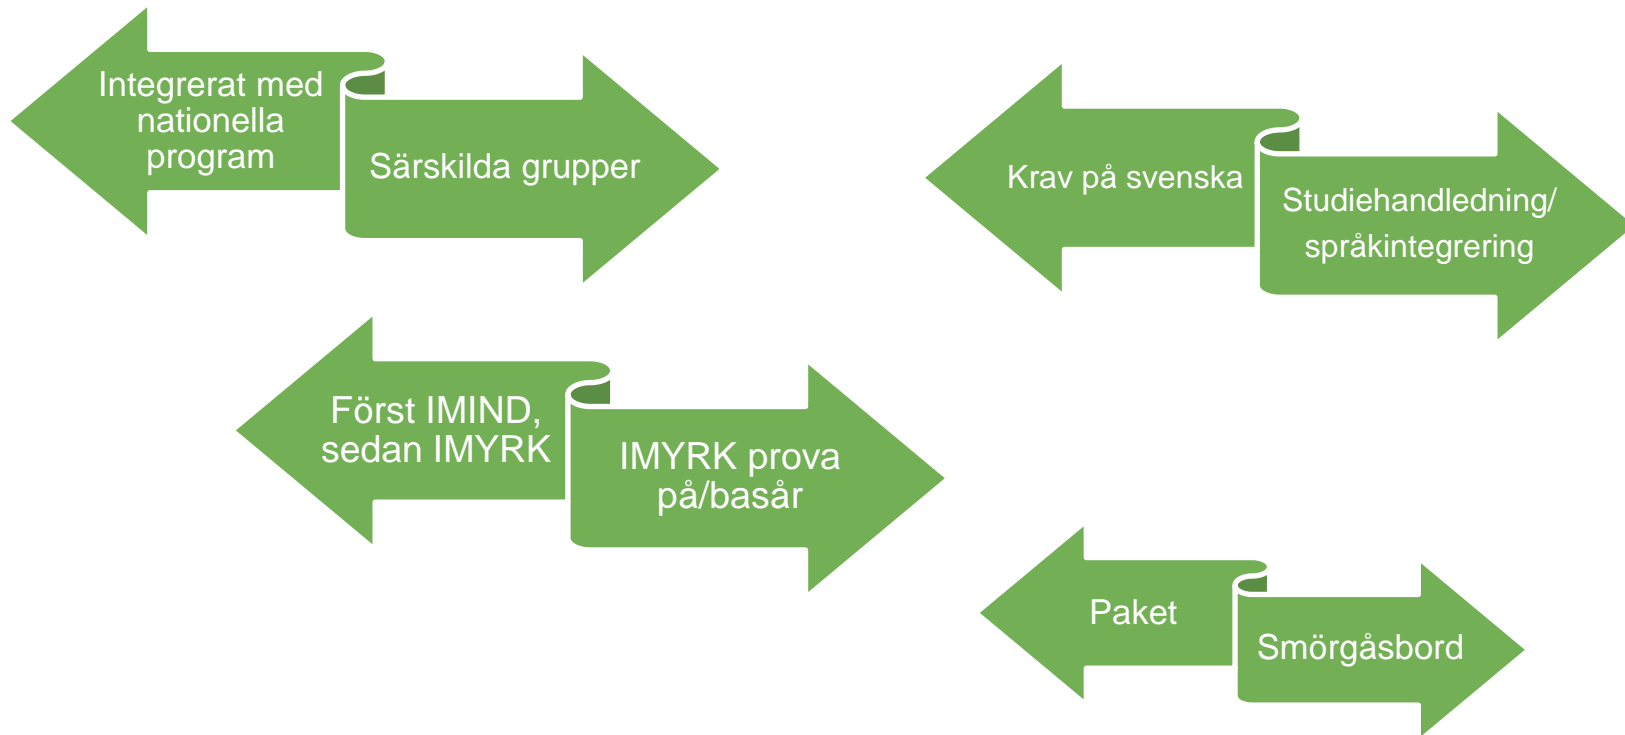 Integrerat med
nationella
program
Särskilda grupper
Krav på svenska
Studiehandledning/
språkintegrering
Först IMIND,
sedan IMYRK
IMYRK prova
på/basår
Paket
Smörgåsbord